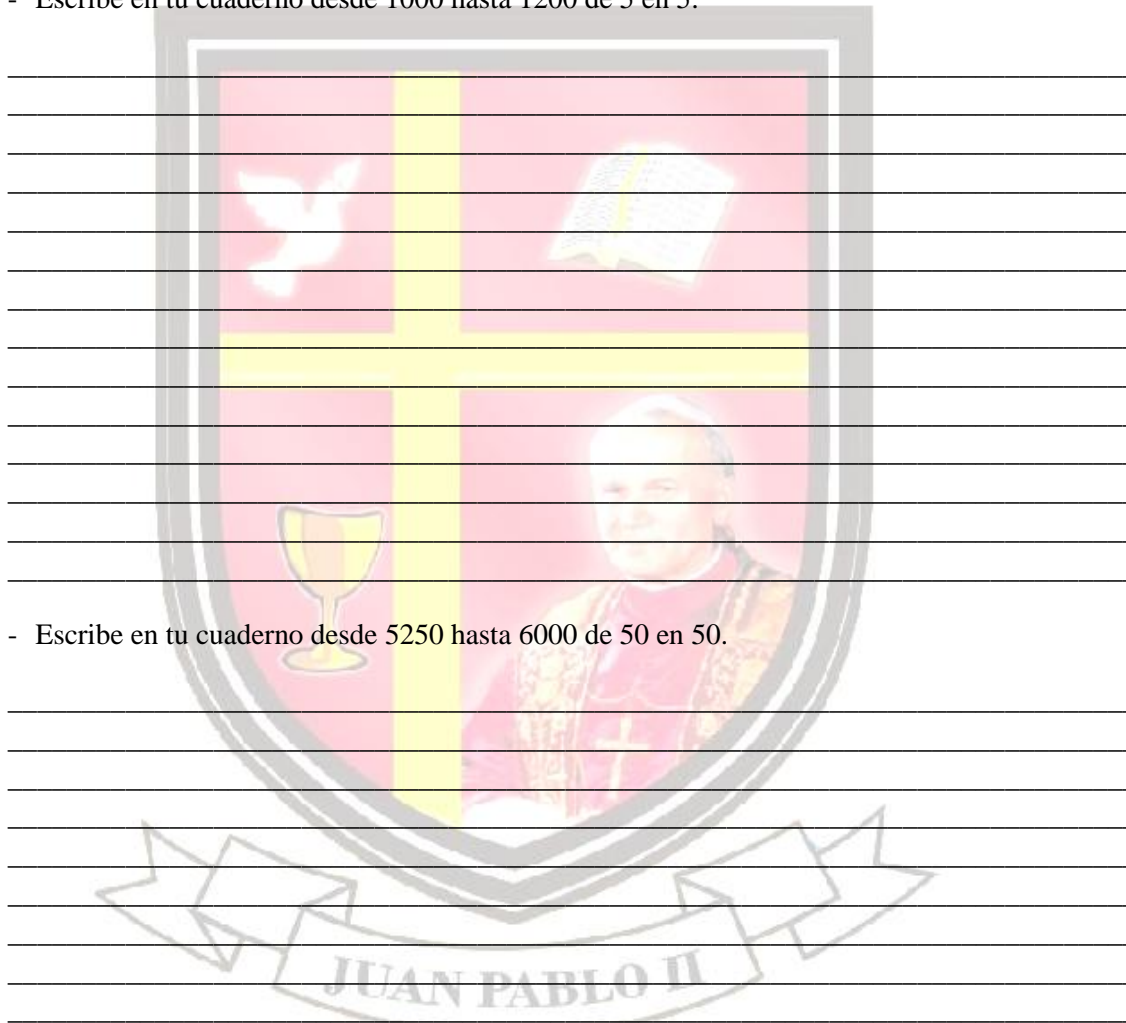 - Escribe en tu cuaderno desde 1000 hasta 1200 de 5 en 5.
- Escribe en tu cuaderno desde 5250 hasta 6000 de 50 en 50.
JUAN PABLO II